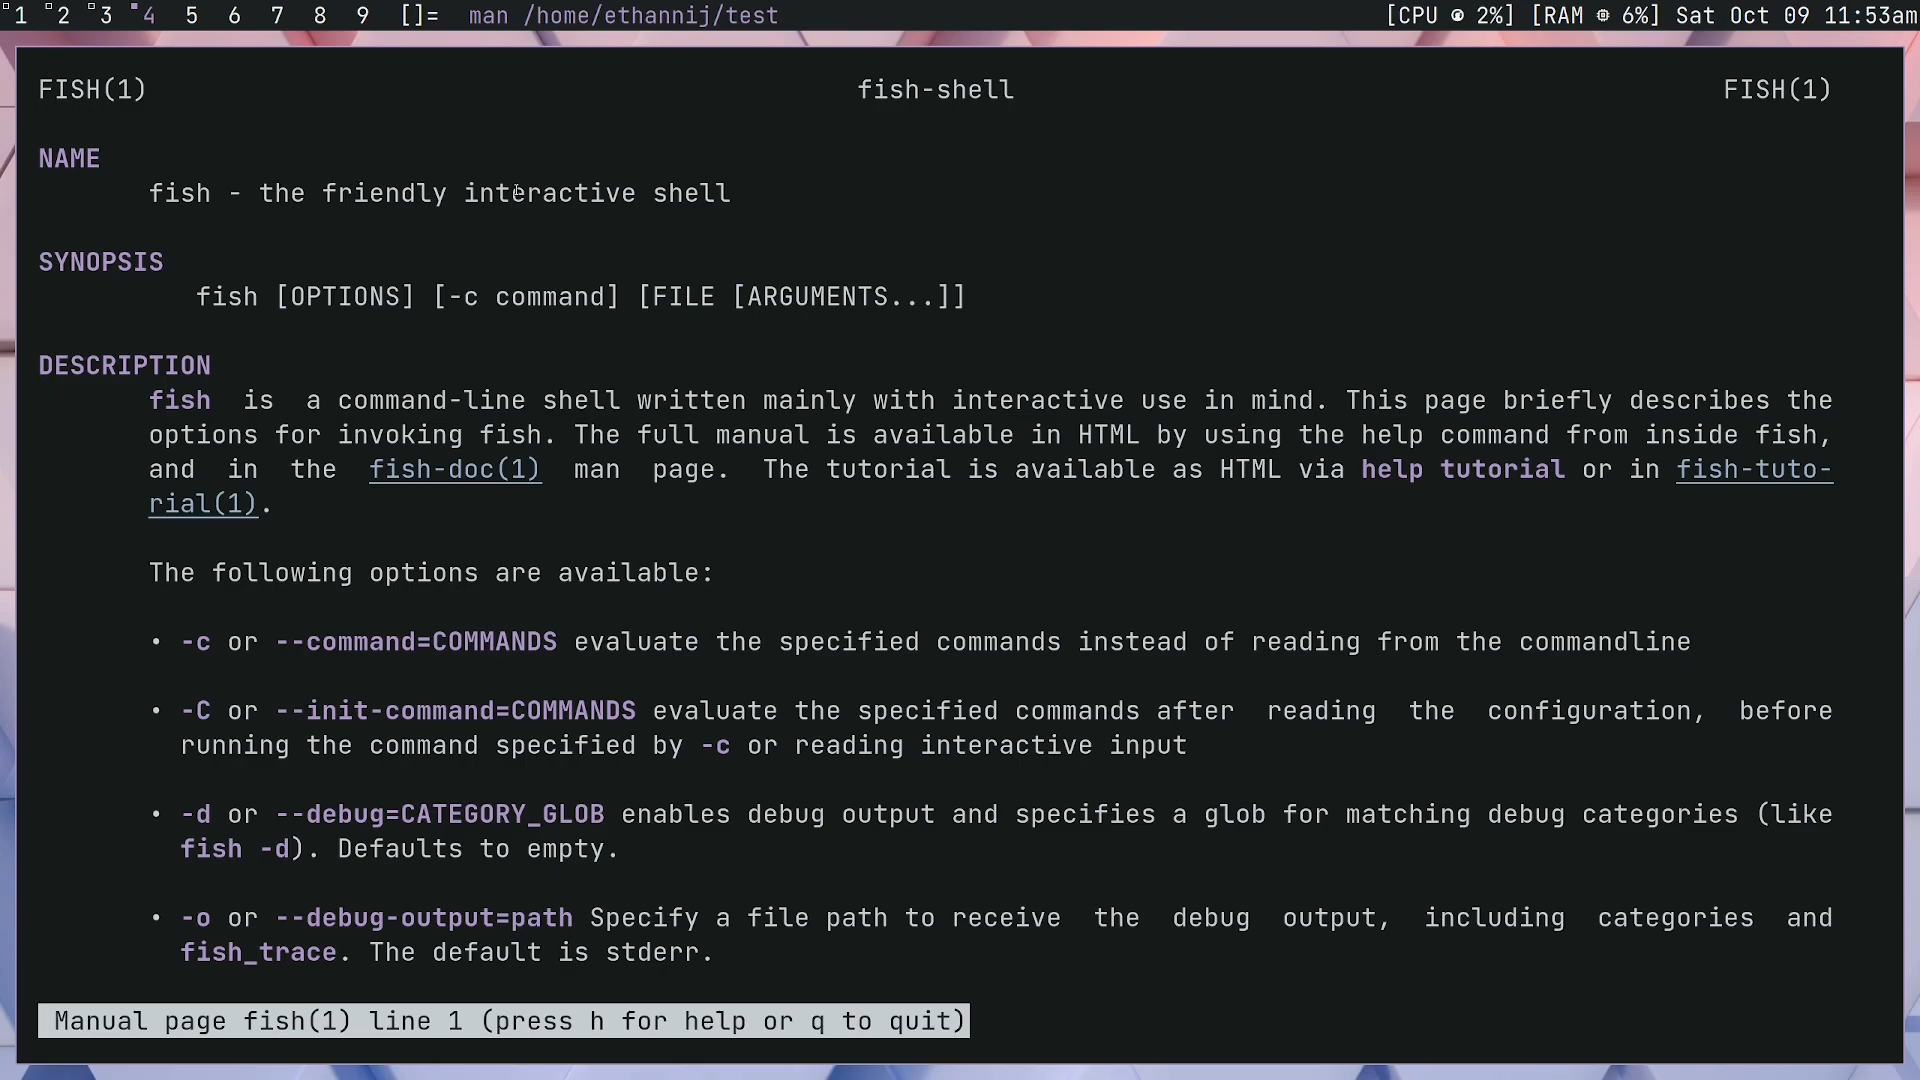 1 2 3 4 5 6 7 8 9 []= man /home/ethannij/test [CPU 2%] [RAM 6%] Sat Oct 09 11:53am
FISH(1) fish-shell FISH(1)
NAME
fish - the friendly interactive shell
SYNOPSIS
fish [OPTIONS] [-c command] [FILE [ARGUMENTS...]]
DESCRIPTION
fish is a command-line shell written mainly with interactive use in mind. This page briefly describes the
options for invoking fish. The full manual is available in HTML by using the help command from inside fish,
and in the fish-doc(1) man page. The tutorial is available as HTML via help tutorial or in fish-tuto-
rial(1).
The following options are available:
• -c or --command=COMMANDS evaluate the specified commands instead of reading from the commandline
• -C or --init-command=COMMANDS evaluate the specified commands after reading the configuration, before
running the command specified by -c or reading interactive input
• -d or --debug=CATEGORY_GLOB enables debug output and specifies a glob for matching debug categories (like
fish -d). Defaults to empty.
• -o or --debug-output=path Specify a file path to receive the debug output, including categories and
fish_trace. The default is stderr.
Manual page fish(1) line 1 (press h for help or q to quit)